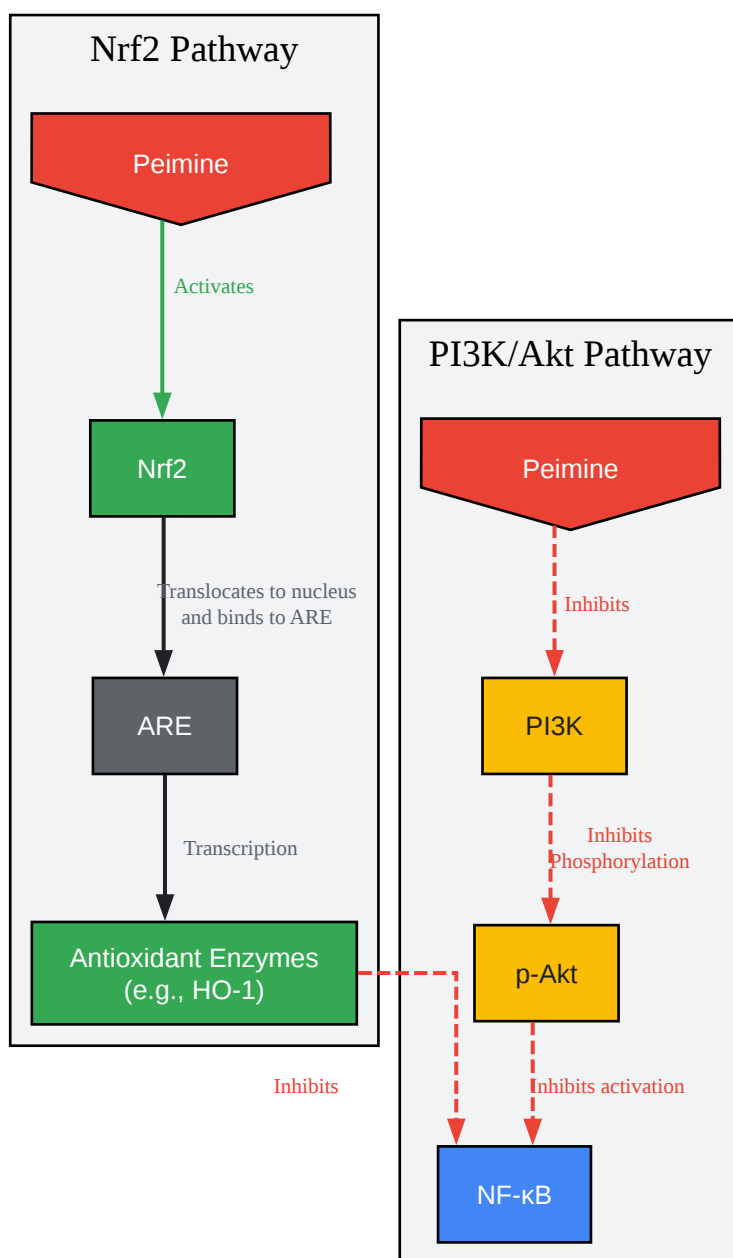 Nrf2 Pathway
Peimine
Activates
Nrf2
Translocates to nucleus
and binds to ARE
ARE
Transcription
Antioxidant Enzymes
(e.g., HO-1)
Inhibits
PI3K/Akt Pathway
Peimine
Inhibits
PI3K
Inhibits
Phosphorylation
p-Akt
Inhibits activation
NF-κB